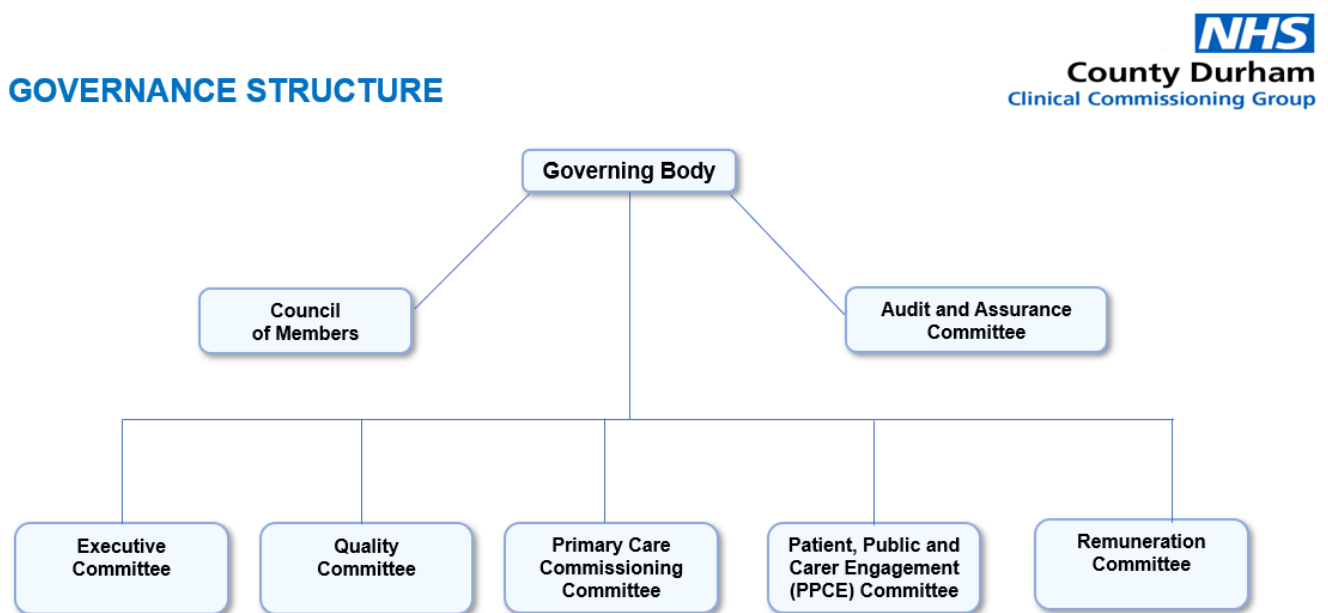 NHS
County Durham
Clinical Commissioning Group
GOVERNANCE STRUCTURE
Governing Body
Council
of Members
Audit and Assurance
Committee
Executive
Committee
Quality
Committee
Primary Care
Commissioning
Committee
Patient, Public and
Carer Engagement
(PPCE) Committee
Remuneration
Committee